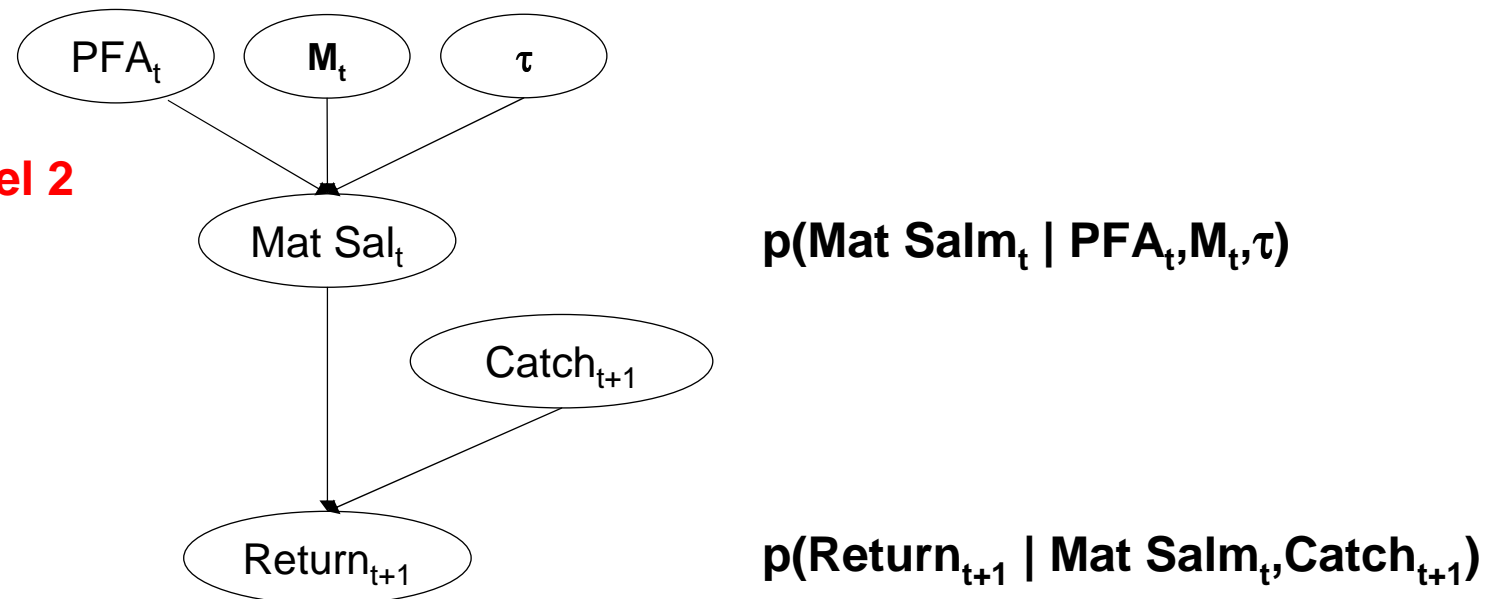 PFAt Mt τ
el 2
Mat Salt p(Mat Salmt | PFAt,Mt,τ)
Catcht+1
Returnt+1 p(Returnt+1 | Mat Salmt,Catcht+1)